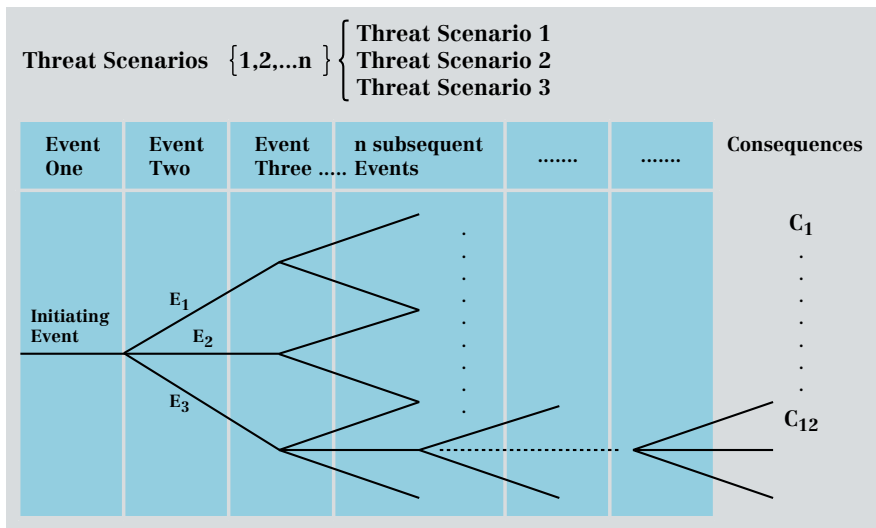 Threat Scenarios {1,2,...n } { Threat Scenario 1
Threat Scenario 2
Threat Scenario 3
Event One
Event Two
Event Three .....
n subsequent Events
.......
.......
Consequences
Initiating Event
E1
E2
E3
C1
C12